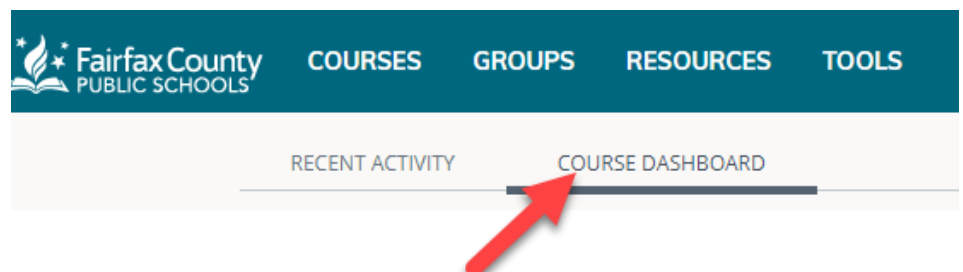 Fairfax County
PUBLIC SCHOOLS
COURSES GROUPS RESOURCES TOOLS
RECENT ACTIVITY COURSE DASHBOARD